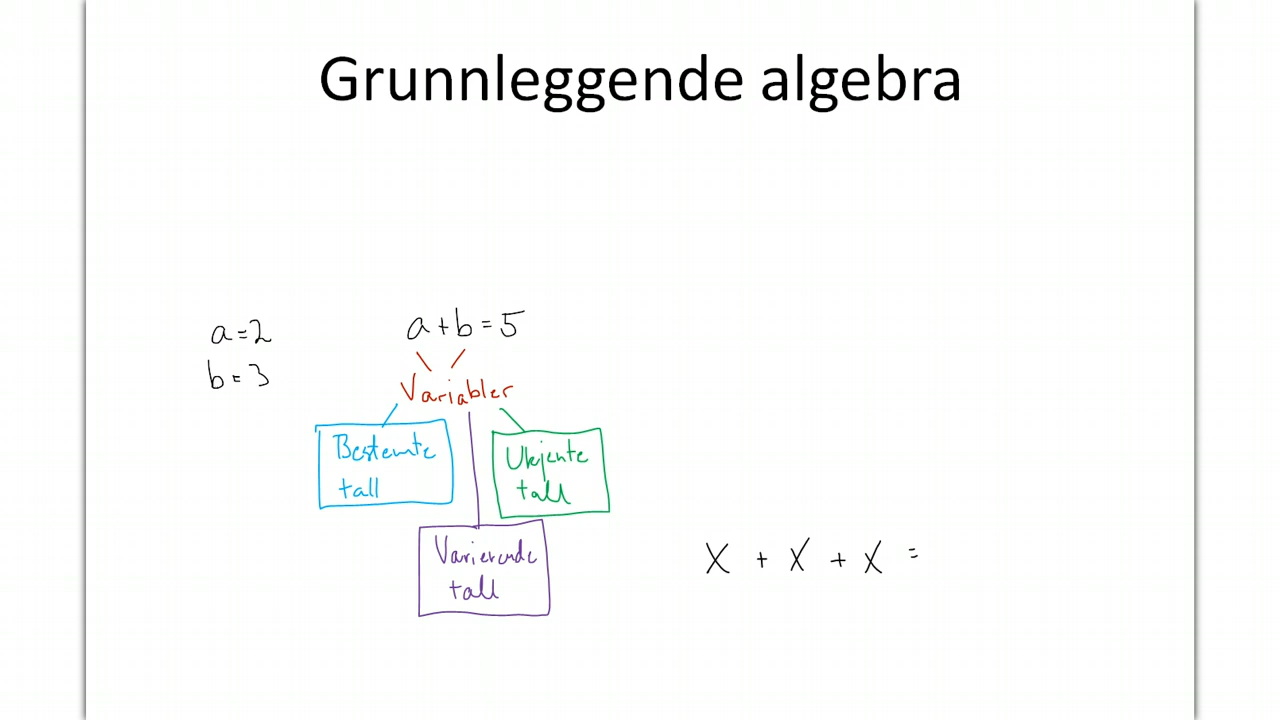 Grunnleggende algebra
a=2
b=3
a+b=5
Variabler
Bestemte
tall
Ukjente
tall
Varierende
tall
x + x + x =